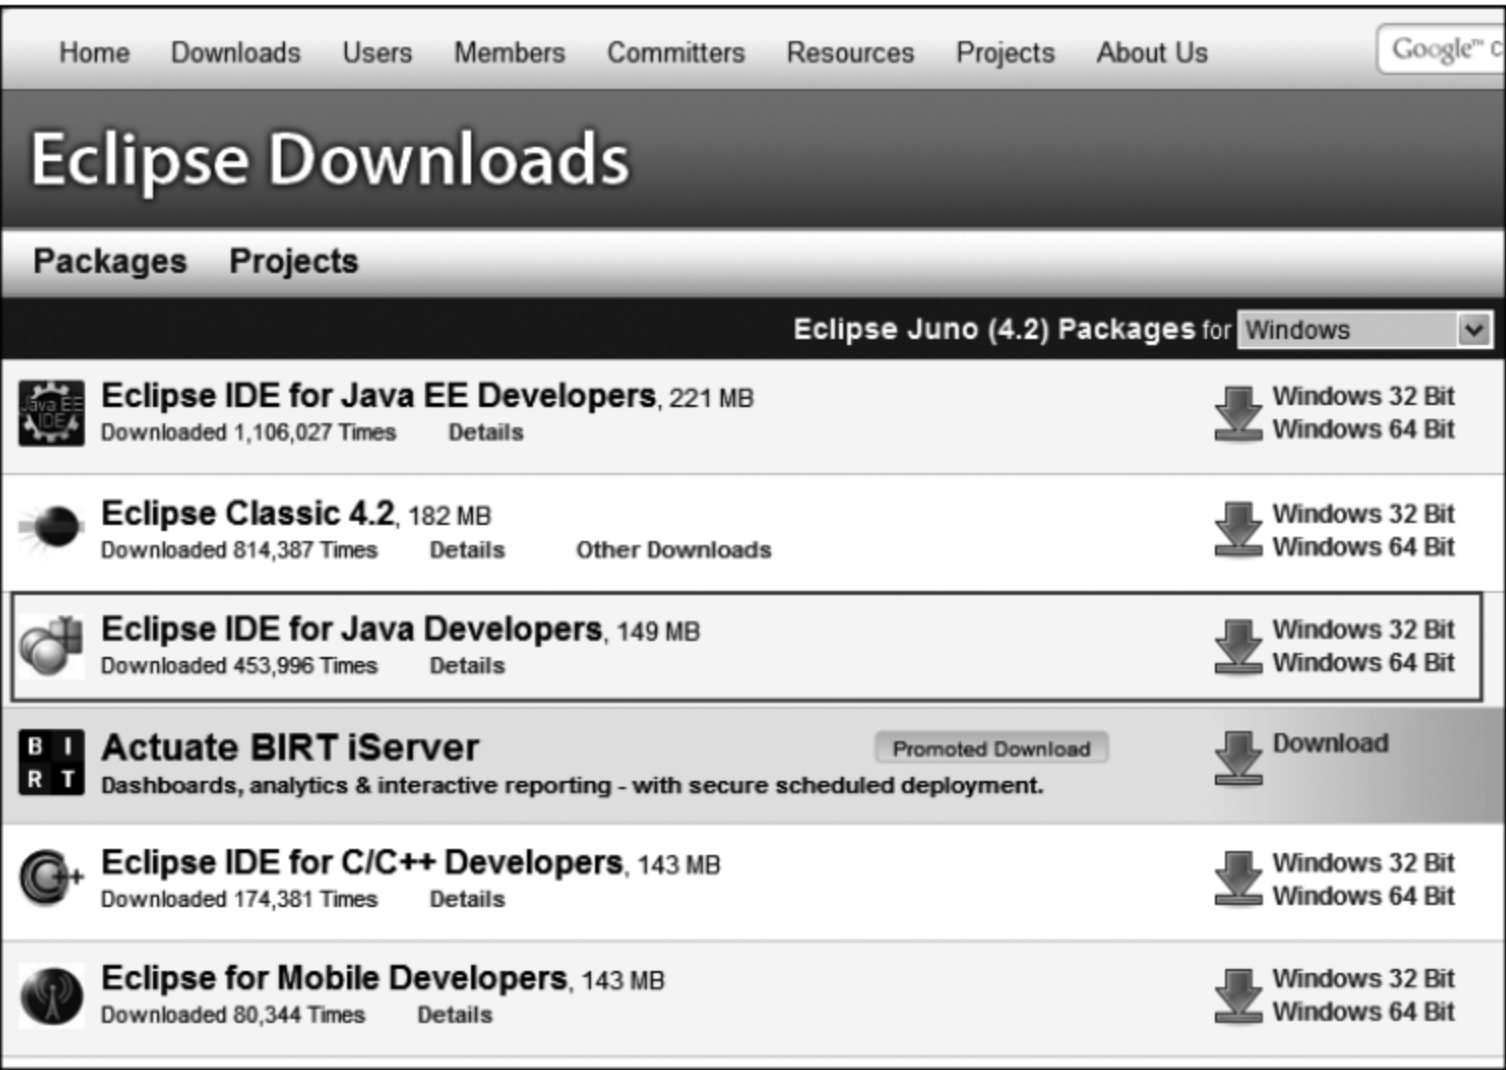 Home Downloads Users Members Committers Resources Projects About Us Google™ c
Eclipse Downloads
Packages Projects
Eclipse Juno (4.2) Packages for Windows
Java EE
IDE
Eclipse IDE for Java EE Developers, 221 MB
Downloaded 1,106,027 Times Details
Windows 32 Bit
Windows 64 Bit
Eclipse Classic 4.2, 182 MB
Downloaded 814,387 Times Details Other Downloads
Windows 32 Bit
Windows 64 Bit
Eclipse IDE for Java Developers, 149 MB
Downloaded 453,996 Times Details
Windows 32 Bit
Windows 64 Bit
B I
R T
Actuate BIRT iServer
Promoted Download
Download
Dashboards, analytics & interactive reporting - with secure scheduled deployment.
C++
Eclipse IDE for C/C++ Developers, 143 MB
Downloaded 174,381 Times Details
Windows 32 Bit
Windows 64 Bit
Eclipse for Mobile Developers, 143 MB
Downloaded 80,344 Times Details
Windows 32 Bit
Windows 64 Bit